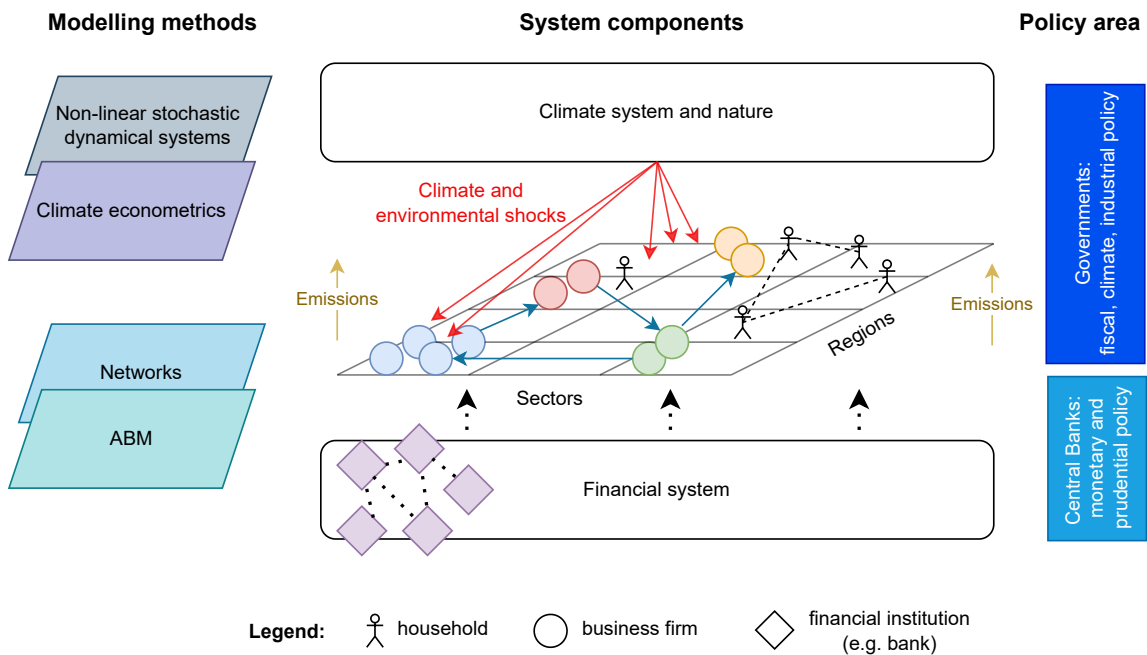 Modelling methods
System components
Policy area
Non-linear stochastic
dynamical systems
Climate econometrics
Networks
ABM
Climate system and nature
Climate and
environmental shocks
Emissions
Emissions
Regions
Sectors
Financial system
Governments:
fiscal, climate, industrial policy
Central Banks:
monetary and
prudential policy
Legend:
household
business firm
financial institution
(e.g. bank)